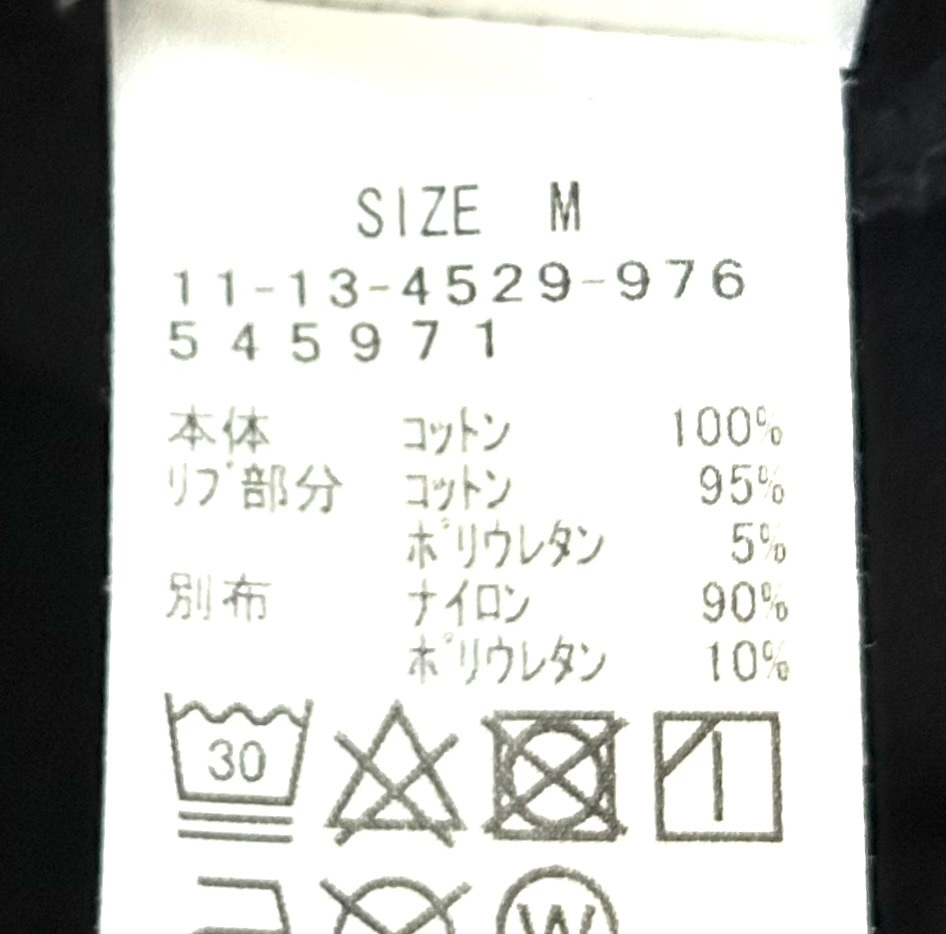 SIZE M
11-13-4529-976
545971
本体 コットン 100%
リブ部分 コットン 95%
ポリウレタン 5%
別布 ナイロン 90%
ポリウレタン 10%
30
W